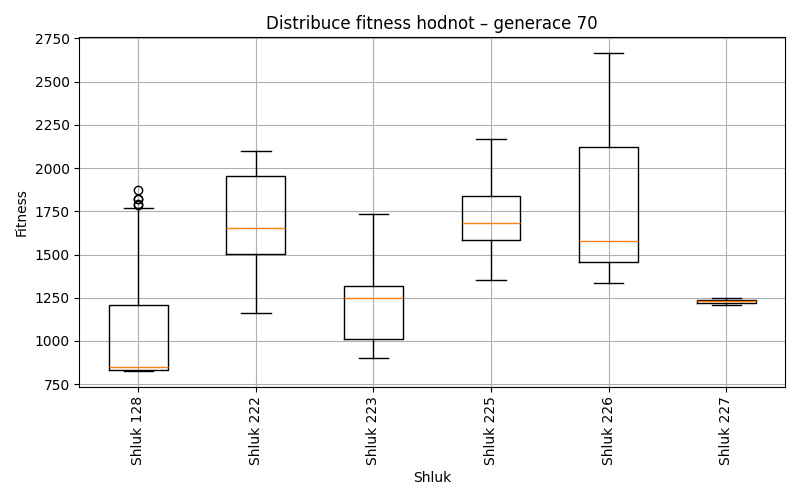 Distribuce fitness hodnot – generace 70
2750
2500
2250
2000
1750
1500
1250
1000
750
Fitness
Shluk 128
Shluk 222
Shluk 223
Shluk 225
Shluk 226
Shluk 227
Shluk